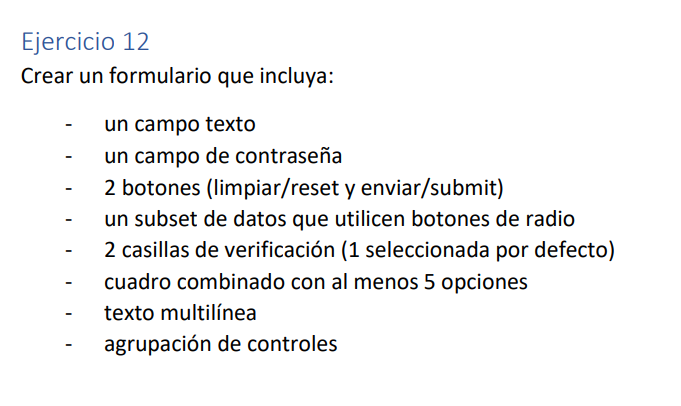 Ejercicio 12
Crear un formulario que incluya:
- un campo texto
- un campo de contraseña
- 2 botones (limpiar/reset y enviar/submit)
- un subset de datos que utilicen botones de radio
- 2 casillas de verificación (1 seleccionada por defecto)
- cuadro combinado con al menos 5 opciones
- texto multilínea
- agrupación de controles